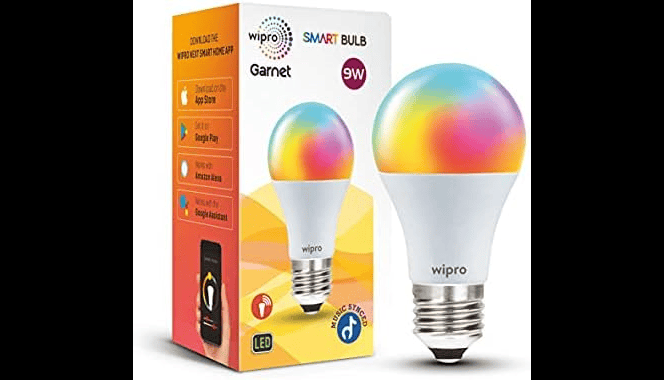 DOWNLOAD THE
WIPRO NEXT SMART HOME APP
Download on the
App Store
Get it on
Google Play
Works with
Amazon Alexa
Works with the
Google Assistant
wipro
SMART BULB
Garnet
9W
wipro
LED
MUSIC SYNCED
wipro